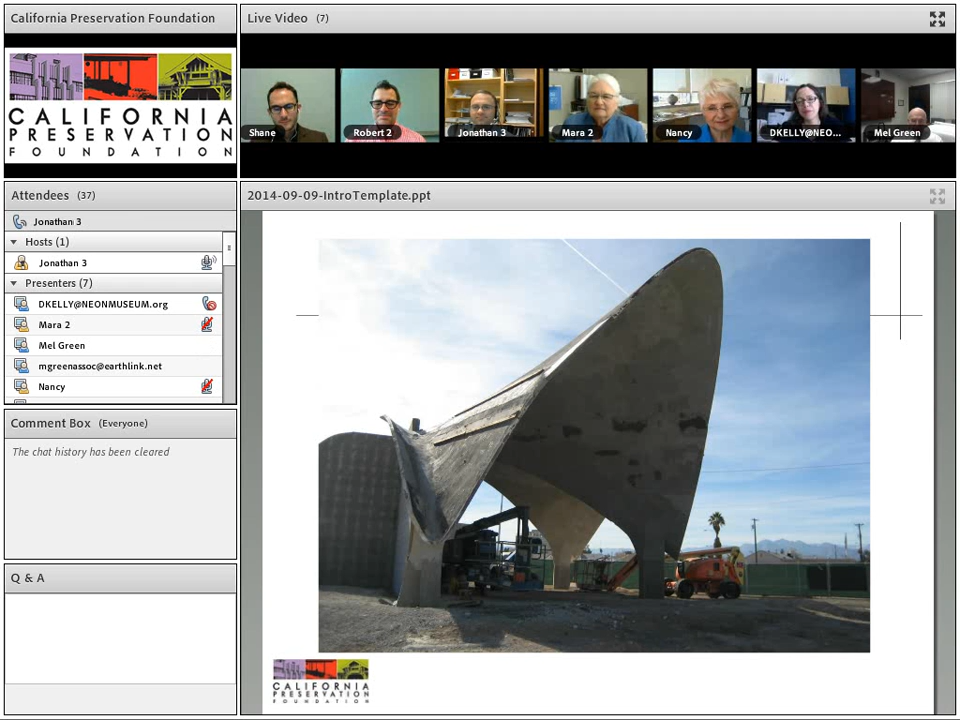 California Preservation Foundation
CALIFORNIA
PRESERVATION
FOUNDATION
Live Video (7)
Shane
Robert 2
Jonathan 3
Mara 2
Nancy
DKELLY@NEO...
Mel Green
Attendees (37)
Jonathan 3
Hosts (1)
Jonathan 3
Presenters (7)
DKELLY@NEONMUSEUM.org
Mara 2
Mel Green
mgreenassoc@earthlink.net
Nancy
Comment Box (Everyone)
The chat history has been cleared
Q & A
2014-09-09-IntroTemplate.ppt
CALIFORNIA
PRESERVATION
FOUNDATION